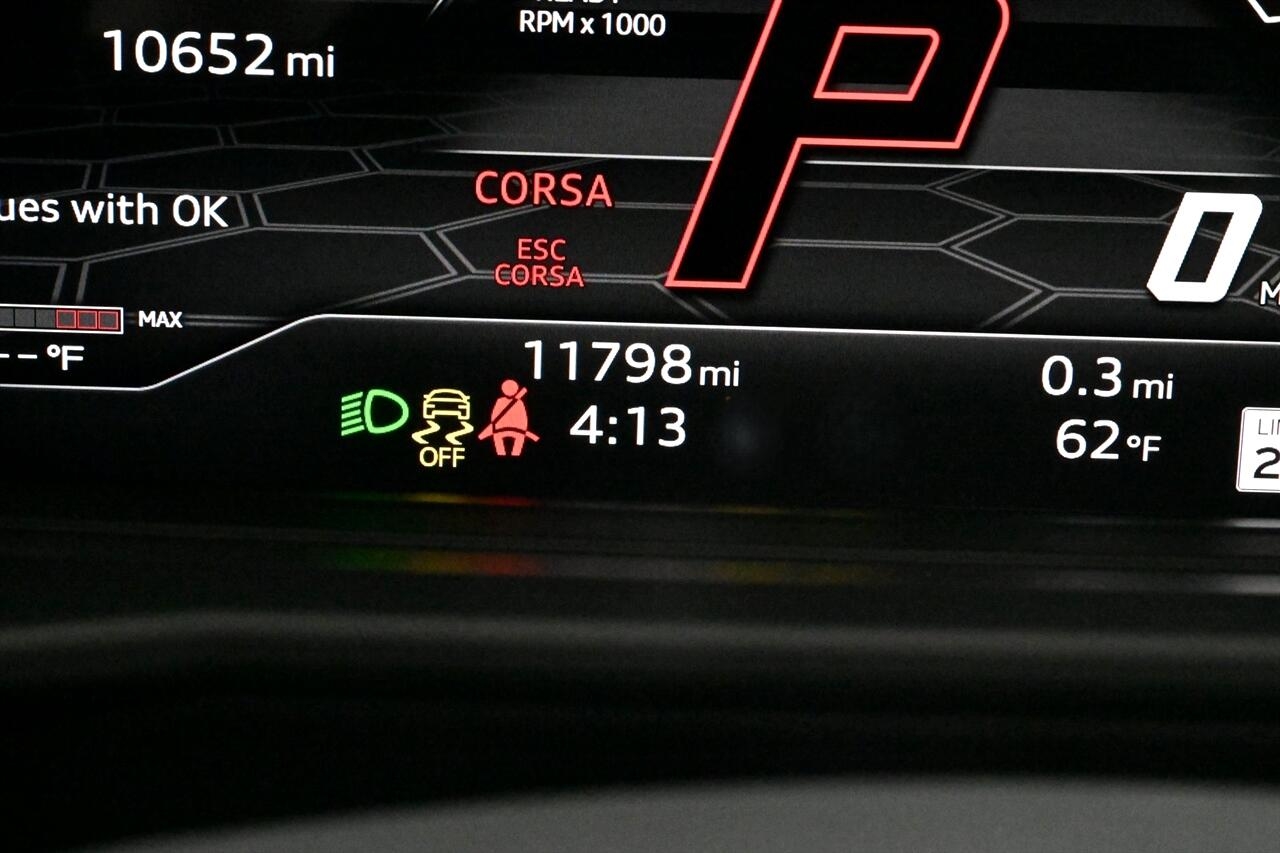 RPM x 1000
10652 mi
P
CORSA
with OK
ESC
CORSA
0
MAX
-- °F
11798 mi
0.3 mi
4:13
62 °F
OFF